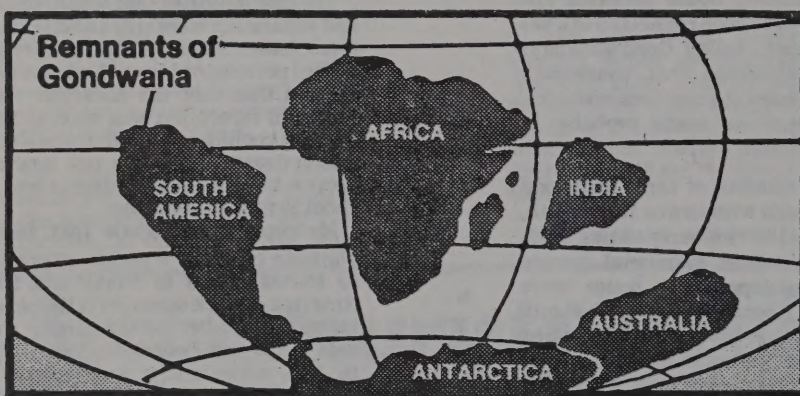 Remnants of
Gondwana
AFRICA
SOUTH
AMERICA
INDIA
AUSTRALIA
ANTARCTICA